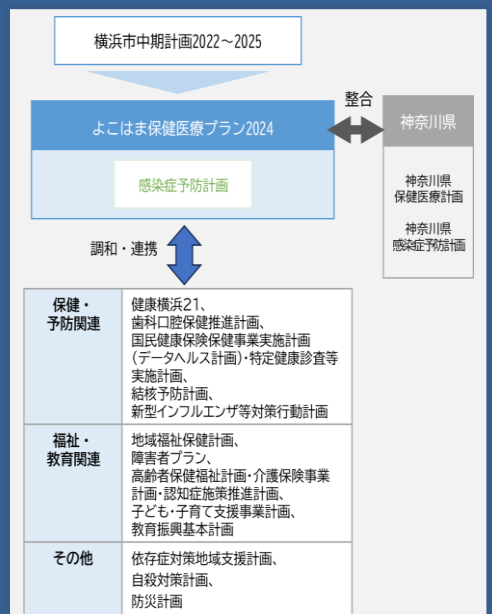 横浜市中期計画2022～2025
よこはま保健医療プラン2024
感染症予防計画
整合
神奈川県
神奈川県
保健医療計画
神奈川県
感染症予防計画
調和・連携
保健・
予防関連
健康横浜21、
歯科口腔保健推進計画、
国民健康保険保健事業実施計画
(データヘルス計画)・特定健康診査等
実施計画、
結核予防計画、
新型インフルエンザ等対策行動計画
福祉・
教育関連
地域福祉保健計画、
障害者プラン、
高齢者保健福祉計画・介護保険事業
計画・認知症施策推進計画、
子ども・子育て支援事業計画、
教育振興基本計画
その他
依存症対策地域支援計画、
自殺対策計画、
防災計画